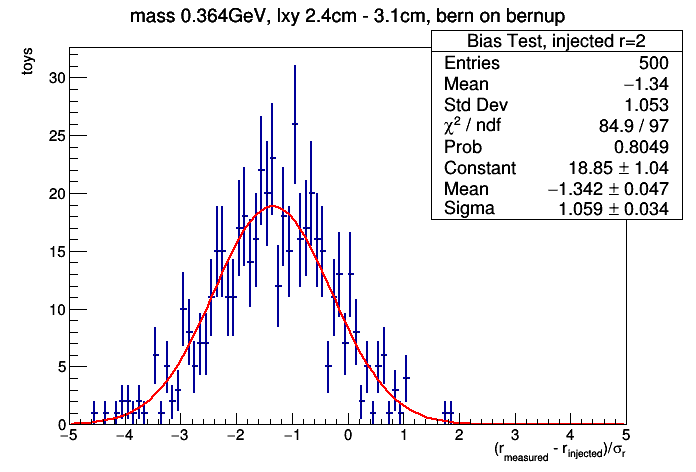 mass 0.364GeV, lxy 2.4cm - 3.1cm, bern on bernup
Bias Test, injected r=2
Entries 500
Mean −1.34
Std Dev 1.053
χ² / ndf 84.9 / 97
Prob 0.8049
Constant 18.85 ± 1.04
Mean −1.342 ± 0.047
Sigma 1.059 ± 0.034
toys
30
25
20
15
10
5
0
−5 −4 −3 −2 −1 0 1 2 3 4 5
(r_measured - r_injected)/σ_r